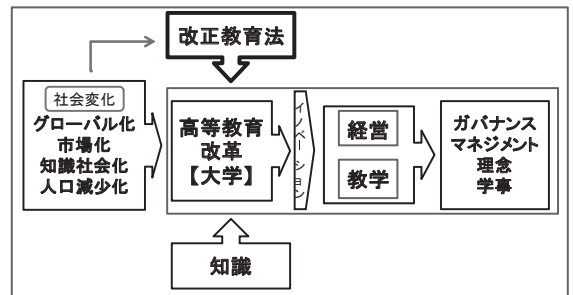 改正教育法
社会変化
グローバル化
市場化
知識社会化
人口減少化
高等教育
改革
【大学】
イノベーション
経営
教学
ガバナンス
マネジメント
理念
学事
知識